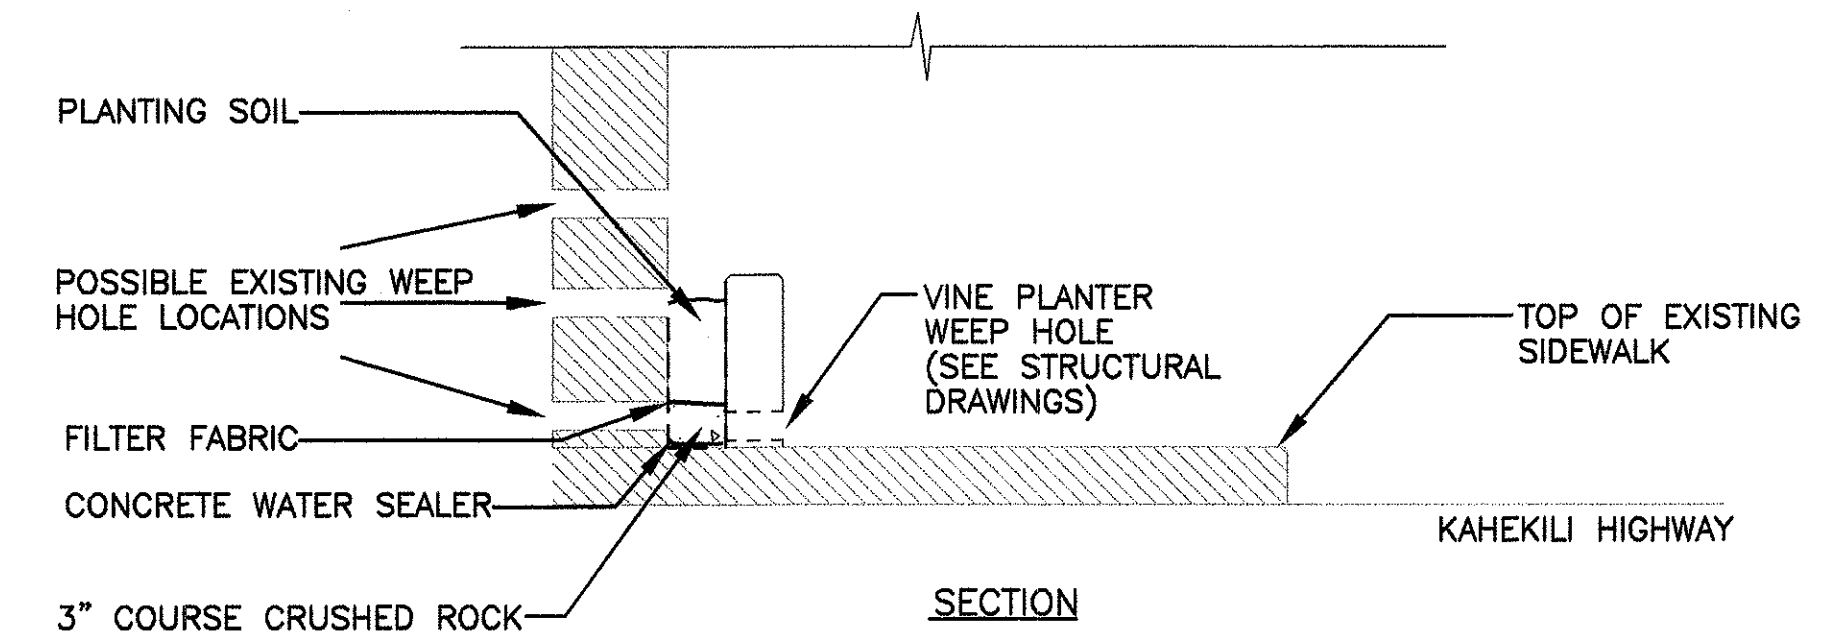 PLANTING SOIL
POSSIBLE EXISTING WEEP
HOLE LOCATIONS
VINE PLANTER
WEEP HOLE
(SEE STRUCTURAL
DRAWINGS)
TOP OF EXISTING
SIDEWALK
FILTER FABRIC
CONCRETE WATER SEALER
KAHEKILI HIGHWAY
3" COURSE CRUSHED ROCK
SECTION